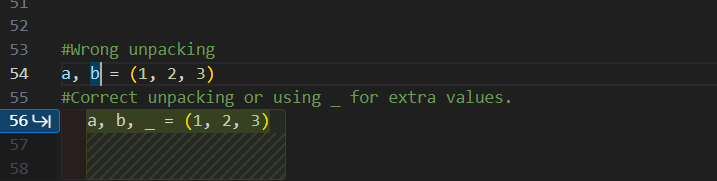 51
52
53 #Wrong unpacking
54 a, b = (1, 2, 3)
55 #Correct unpacking or using _ for extra values.
56 a, b, _ = (1, 2, 3)
57
58